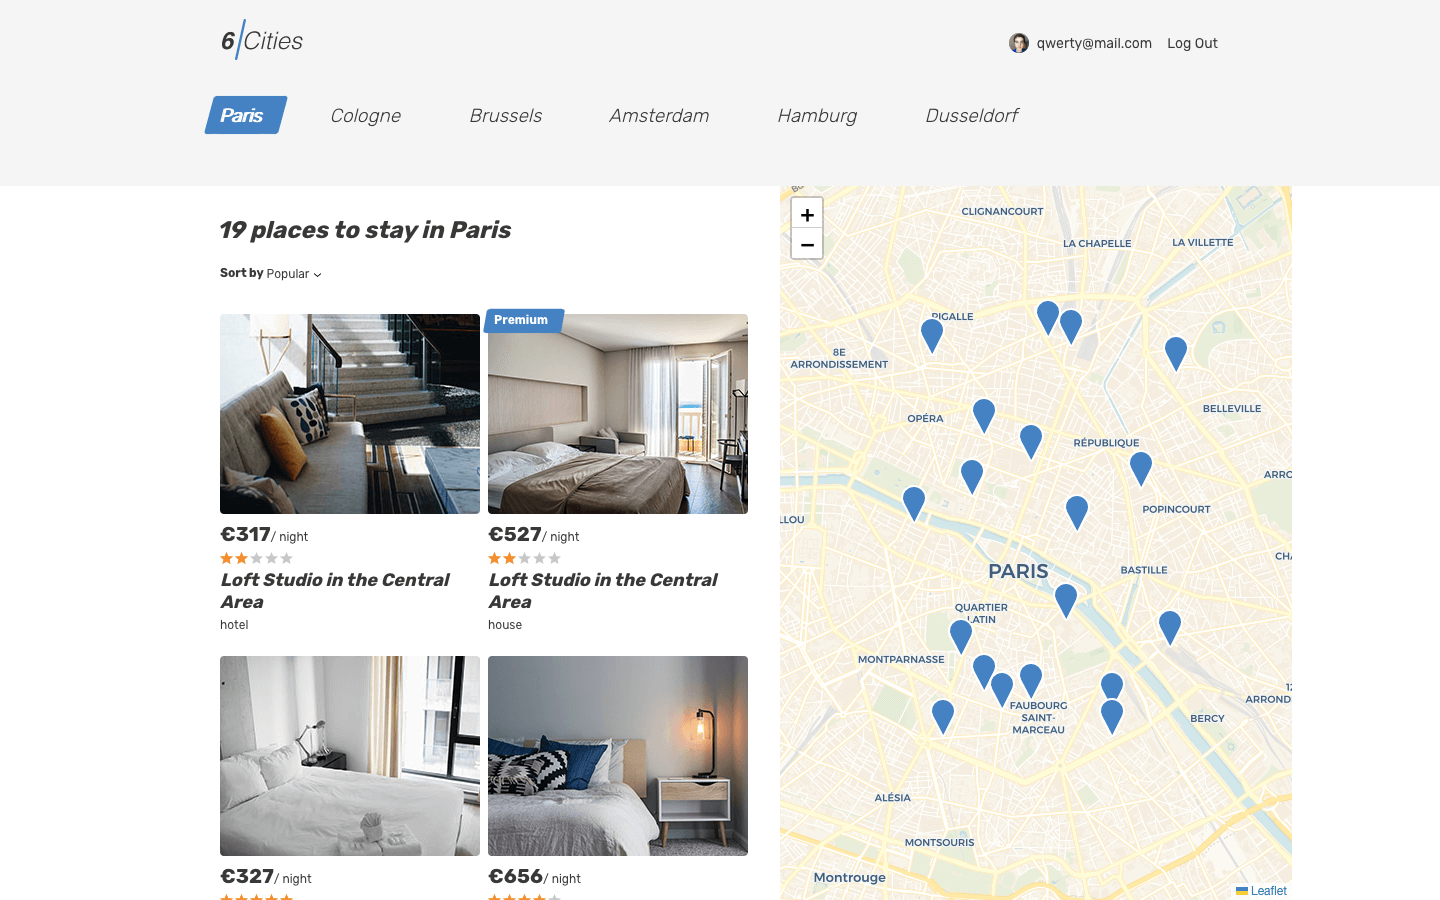 6 Cities
qwerty@mail.com Log Out
Paris Cologne Brussels Amsterdam Hamburg Dusseldorf
19 places to stay in Paris
Sort by Popular
Premium
€317/ night
Loft Studio in the Central
Area
hotel
€527/ night
Loft Studio in the Central
Area
house
€327/ night
€656/ night
+
−
CLIGNANCOURT
LA CHAPELLE
LA VILLETTE
PIGALLE
8E
ARRONDISSEMENT
OPÉRA
BELLEVILLE
RÉPUBLIQUE
ARRO
POPINCOURT
LLOU
PARIS
BASTILLE
CHA
QUARTIER
LATIN
MONTPARNASSE
12
ARROND
FAUBOURG
SAINT-
MARCEAU
BERCY
ALÉSIA
MONTSOURIS
Montrouge
Leaflet